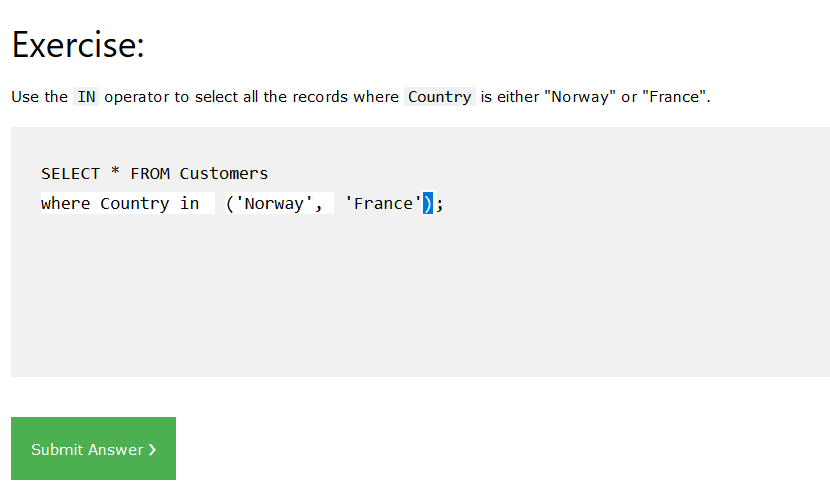 Exercise:
Use the IN operator to select all the records where Country is either "Norway" or "France".
SELECT * FROM Customers
where Country in ('Norway', 'France');
Submit Answer ❯